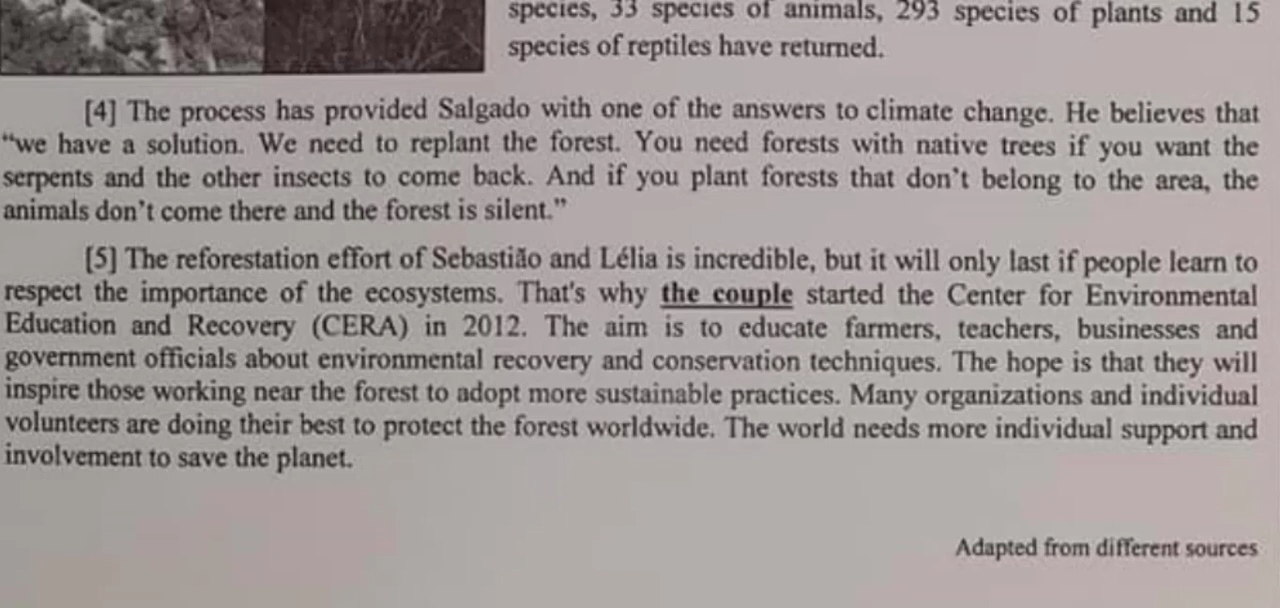 species, 33 species of animals, 293 species of plants and 15
species of reptiles have returned.
[4] The process has provided Salgado with one of the answers to climate change. He believes that
“we have a solution. We need to replant the forest. You need forests with native trees if you want the
serpents and the other insects to come back. And if you plant forests that don’t belong to the area, the
animals don’t come there and the forest is silent.”
[5] The reforestation effort of Sebastião and Lélia is incredible, but it will only last if people learn to
respect the importance of the ecosystems. That's why the couple started the Center for Environmental
Education and Recovery (CERA) in 2012. The aim is to educate farmers, teachers, businesses and
government officials about environmental recovery and conservation techniques. The hope is that they will
inspire those working near the forest to adopt more sustainable practices. Many organizations and individual
volunteers are doing their best to protect the forest worldwide. The world needs more individual support and
involvement to save the planet.
Adapted from different sources